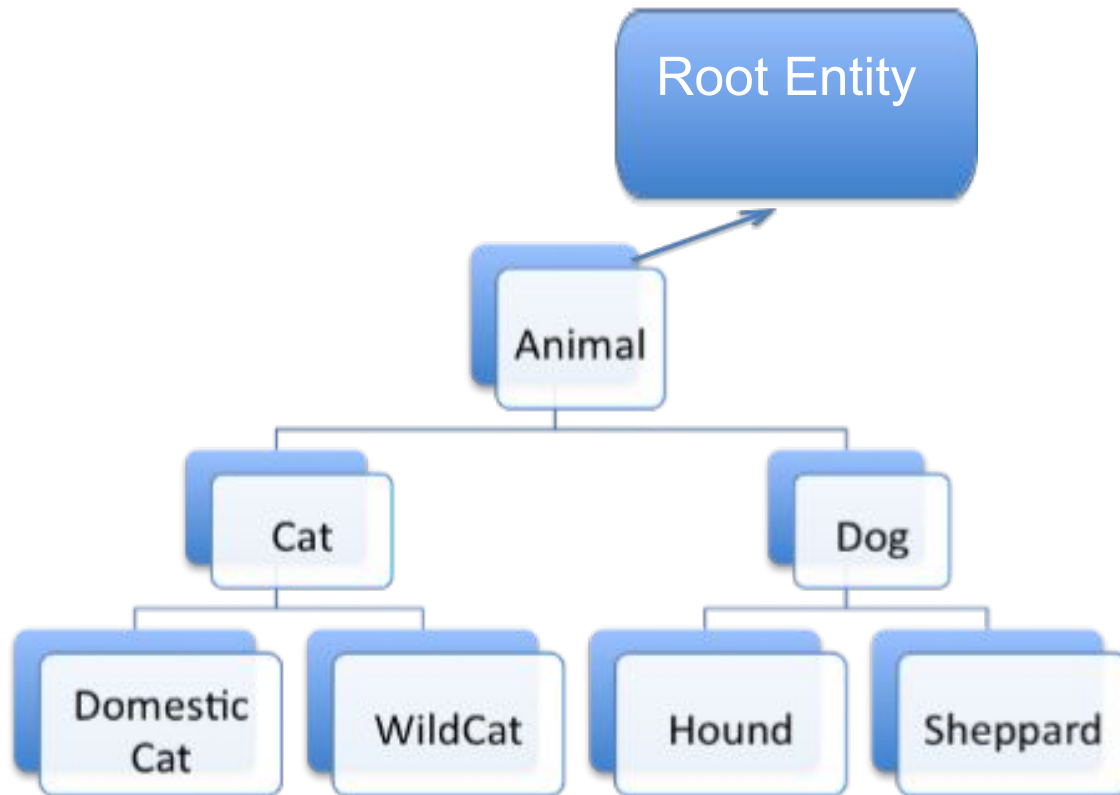 Root Entity
Animal
Cat
Dog
Domestic
Cat
WildCat
Hound
Sheppard